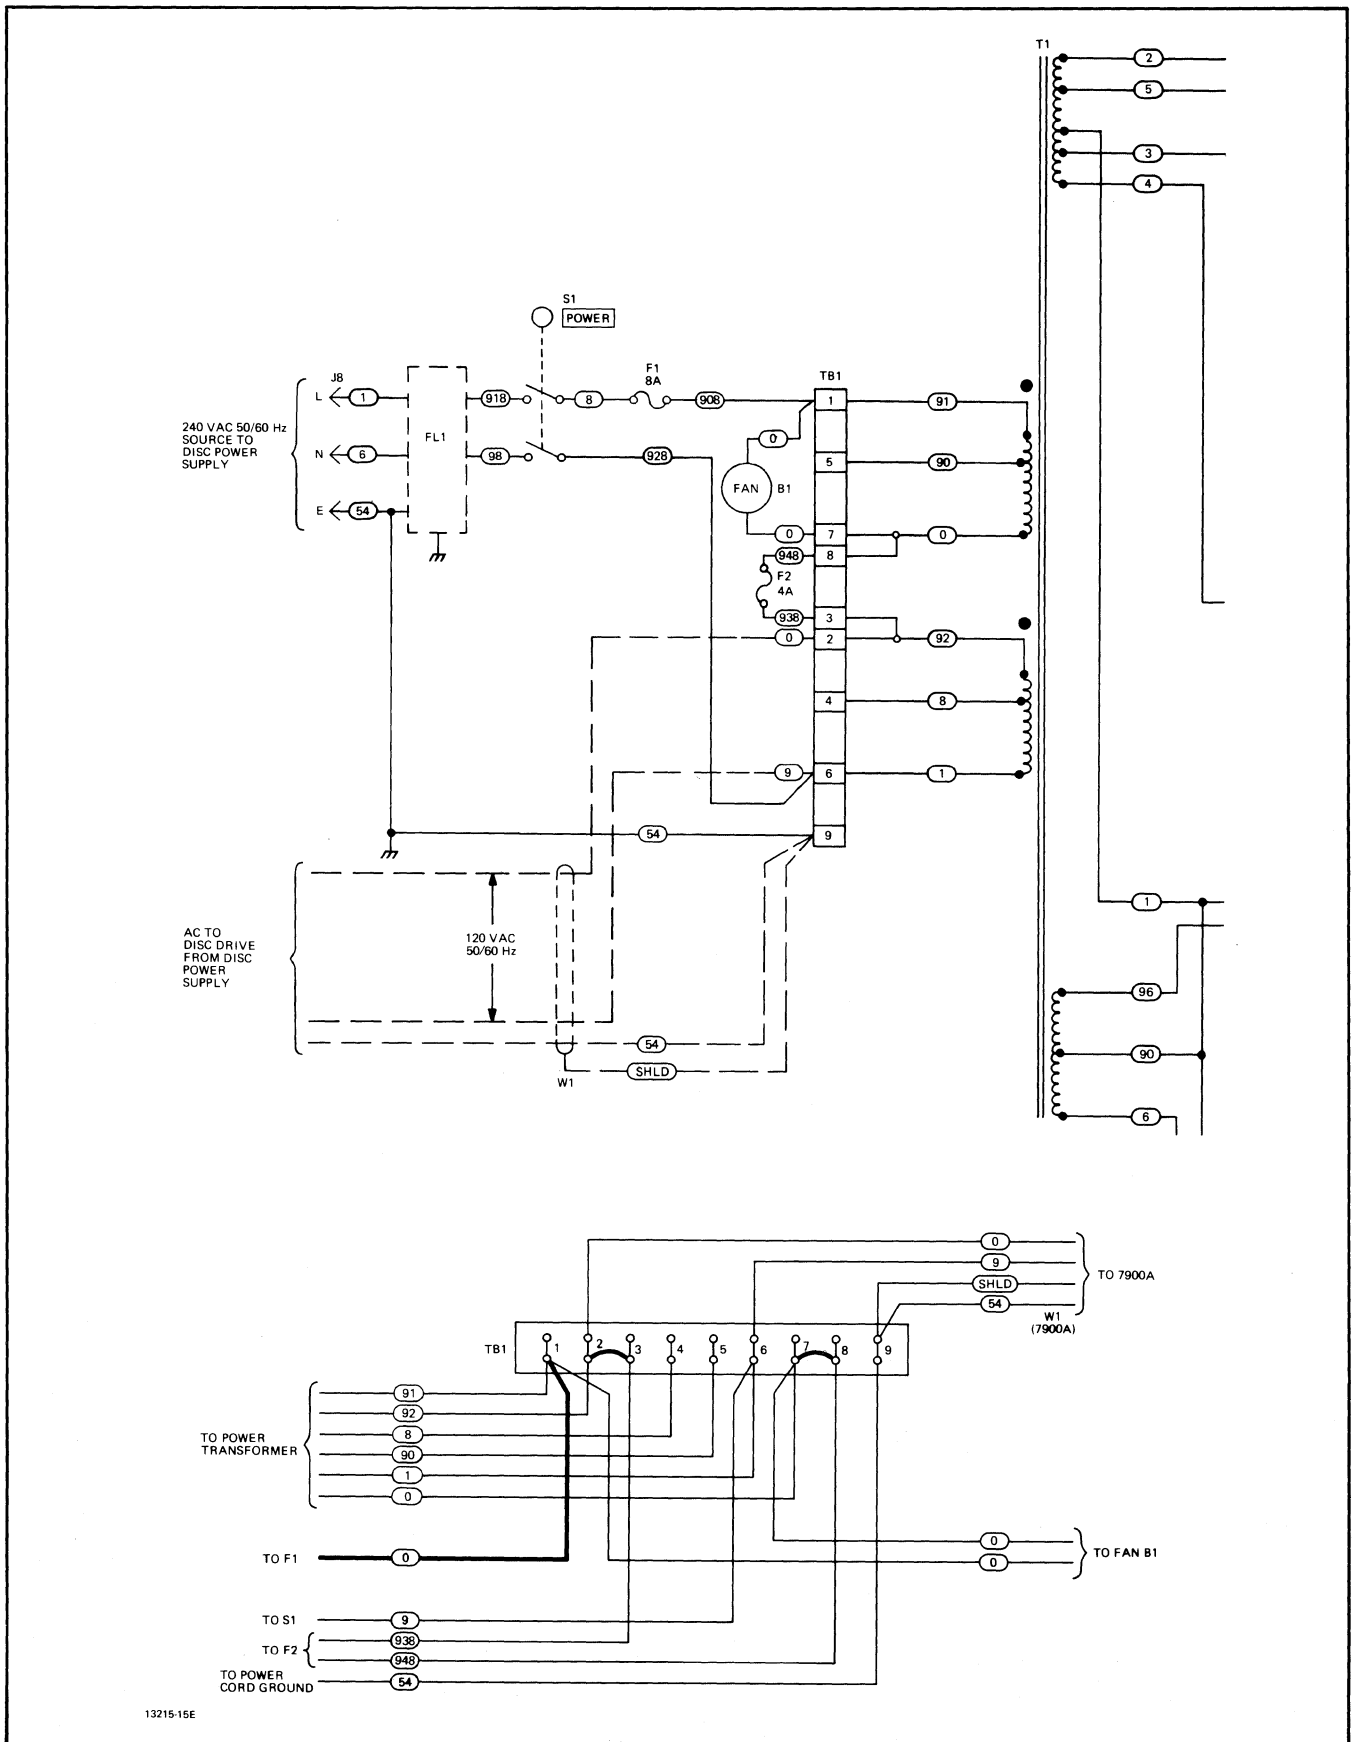 T1
2
5
3
4
S1
POWER
F1
8A
J8
L
1
918
8
908
TB1
1
91
240 VAC 50/60 Hz
SOURCE TO
DISC POWER
SUPPLY
FL1
0
N
6
98
928
5
90
FAN
B1
E
54
0
7
0
948
8
F2
4A
938
3
0
2
92
4
8
9
6
1
54
9
1
AC TO
DISC DRIVE
FROM DISC
POWER
SUPPLY
120 VAC
50/60 Hz
96
54
90
SHLD
W1
6
0
9
TO 7900A
SHLD
54
W1
(7900A)
TB1
1
2
3
4
5
6
7
8
9
91
92
8
TO POWER
TRANSFORMER
90
1
0
0
TO F1
0
TO FAN B1
0
TO S1
9
938
TO F2
948
TO POWER
CORD GROUND
54
13215-15E